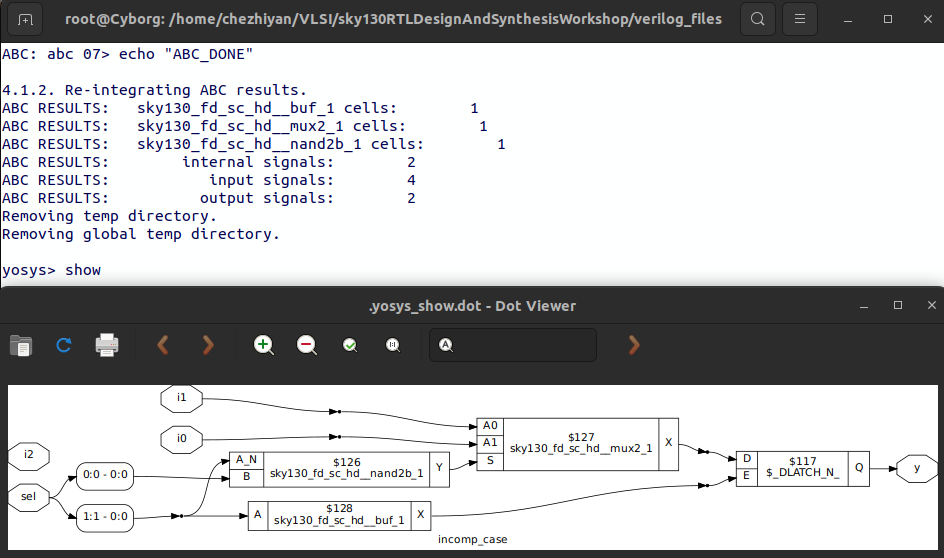 root@Cyborg: /home/chezhiyan/VLSI/sky130RTLDesignAndSynthesisWorkshop/verilog_files
ABC: abc 07> echo "ABC_DONE"
4.1.2. Re-integrating ABC results.
ABC RESULTS:   sky130_fd_sc_hd__buf_1 cells:        1
ABC RESULTS:   sky130_fd_sc_hd__mux2_1 cells:        1
ABC RESULTS:   sky130_fd_sc_hd__nand2b_1 cells:        1
ABC RESULTS:        internal signals:        2
ABC RESULTS:           input signals:        4
ABC RESULTS:          output signals:        2
Removing temp directory.
Removing global temp directory.
yosys> show
.yosys_show.dot - Dot Viewer
A
1:1
i1
i0
i2
sel
0:0 - 0:0
1:1 - 0:0
A_N
B
$126
sky130_fd_sc_hd__nand2b_1
Y
A
$128
sky130_fd_sc_hd__buf_1
X
A0
A1
S
$127
sky130_fd_sc_hd__mux2_1
X
D
E
$117
$_DLATCH_N_
Q
y
incomp_case